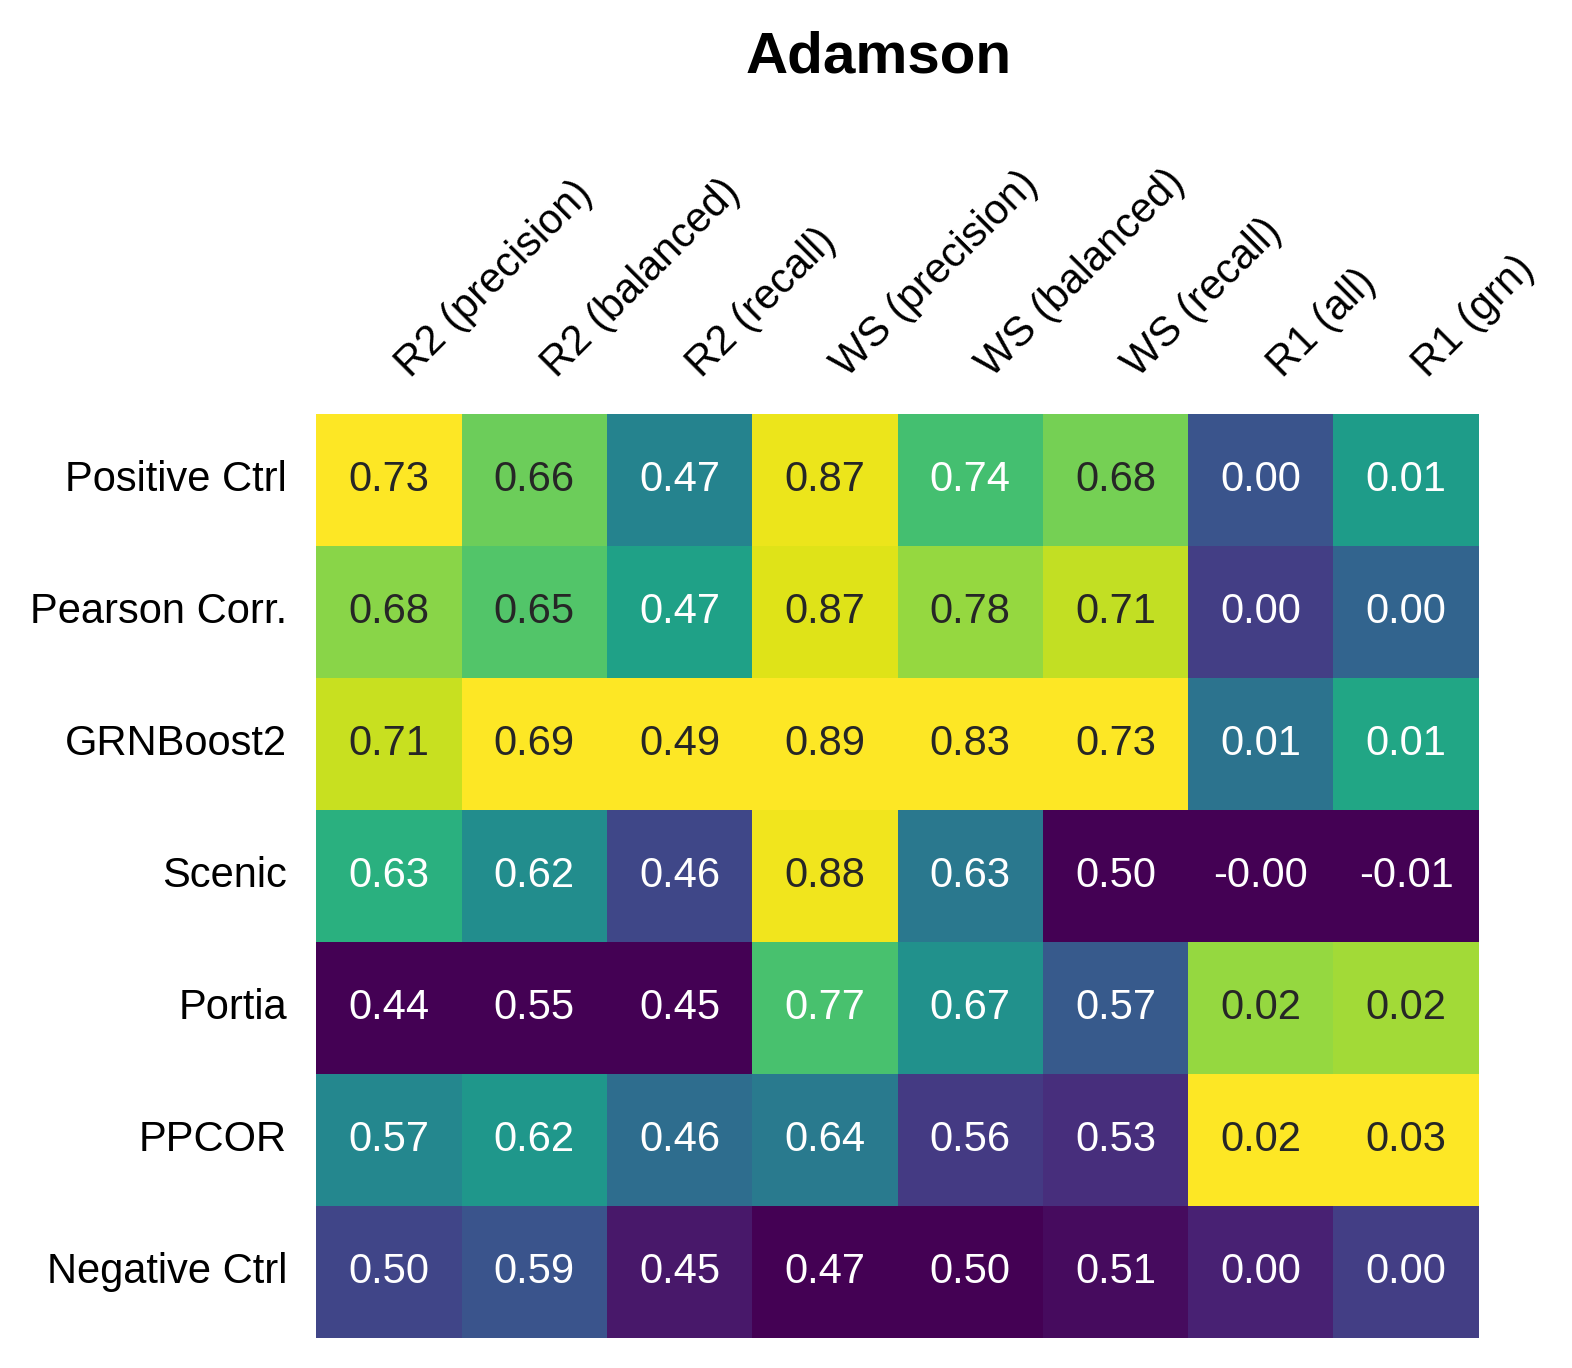 Adamson
R2 (precision) R2 (balanced) R2 (recall) WS (precision) WS (balanced) WS (recall) R1 (all) R1 (grn)
Positive Ctrl 0.73 0.66 0.47 0.87 0.74 0.68 0.00 0.01
Pearson Corr. 0.68 0.65 0.47 0.87 0.78 0.71 0.00 0.00
GRNBoost2 0.71 0.69 0.49 0.89 0.83 0.73 0.01 0.01
Scenic 0.63 0.62 0.46 0.88 0.63 0.50 -0.00 -0.01
Portia 0.44 0.55 0.45 0.77 0.67 0.57 0.02 0.02
PPCOR 0.57 0.62 0.46 0.64 0.56 0.53 0.02 0.03
Negative Ctrl 0.50 0.59 0.45 0.47 0.50 0.51 0.00 0.00